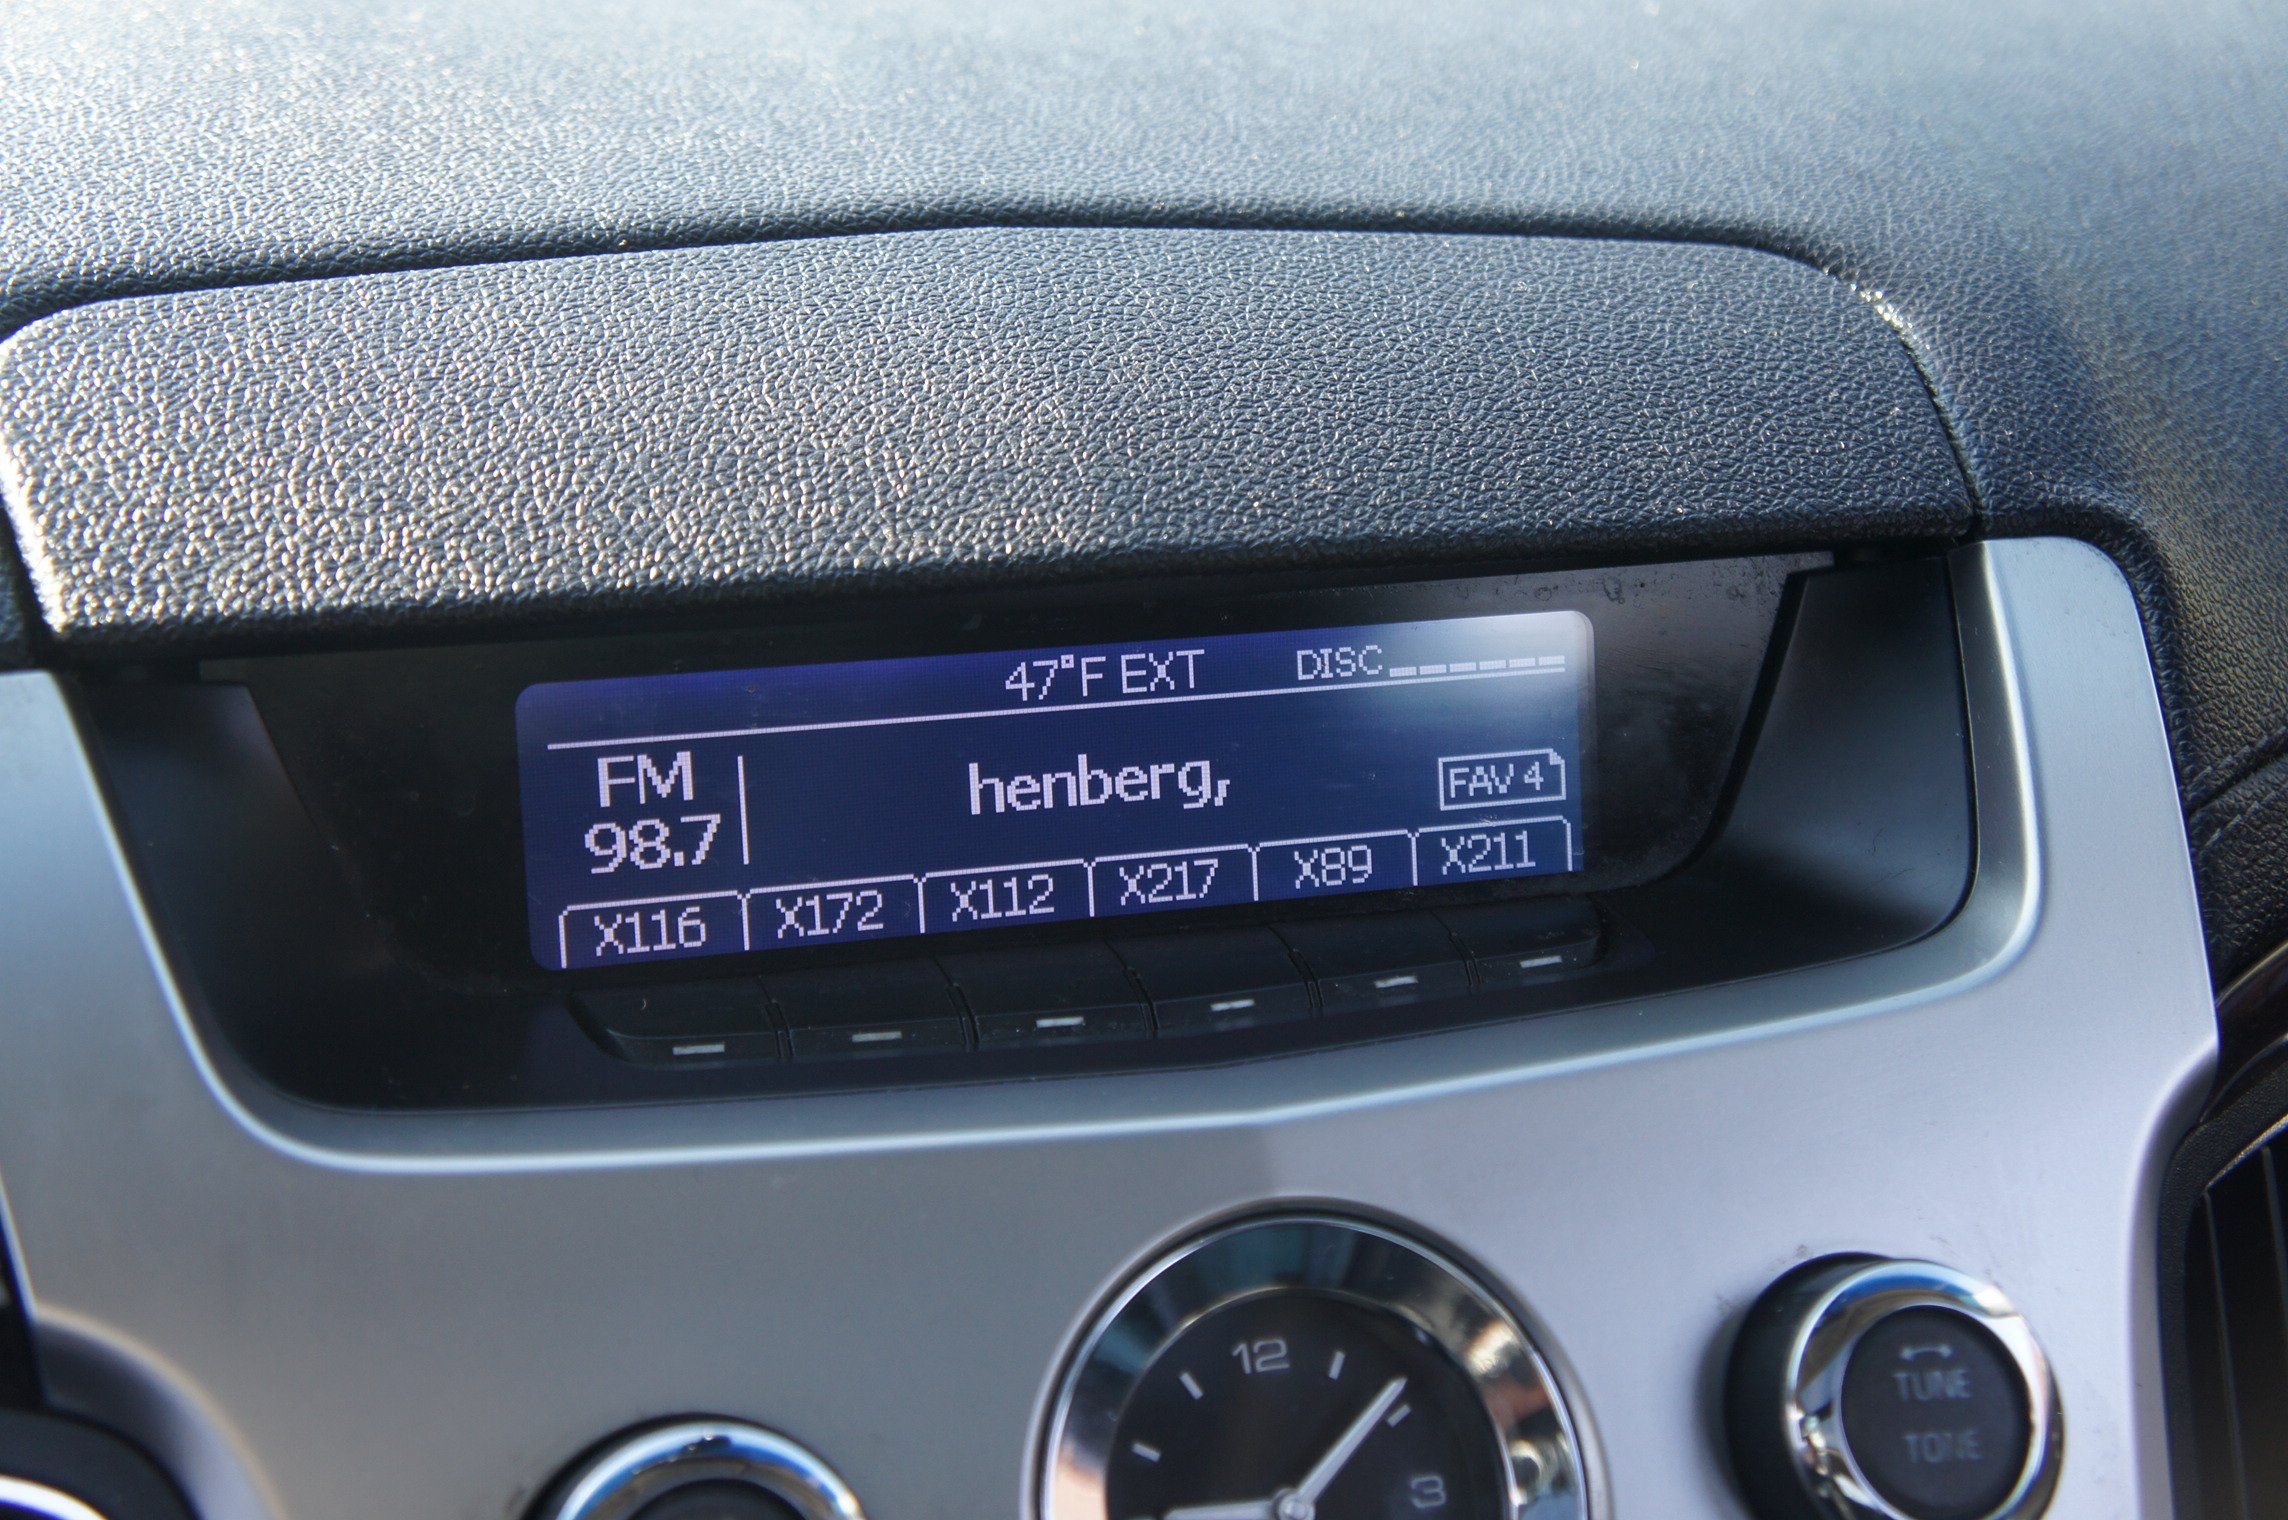 47°F EXT DISC
FM
henberg,
FAV 4
98.7
X116 X172 X112 X217 X89 X211
12
3
TUNE
TONE